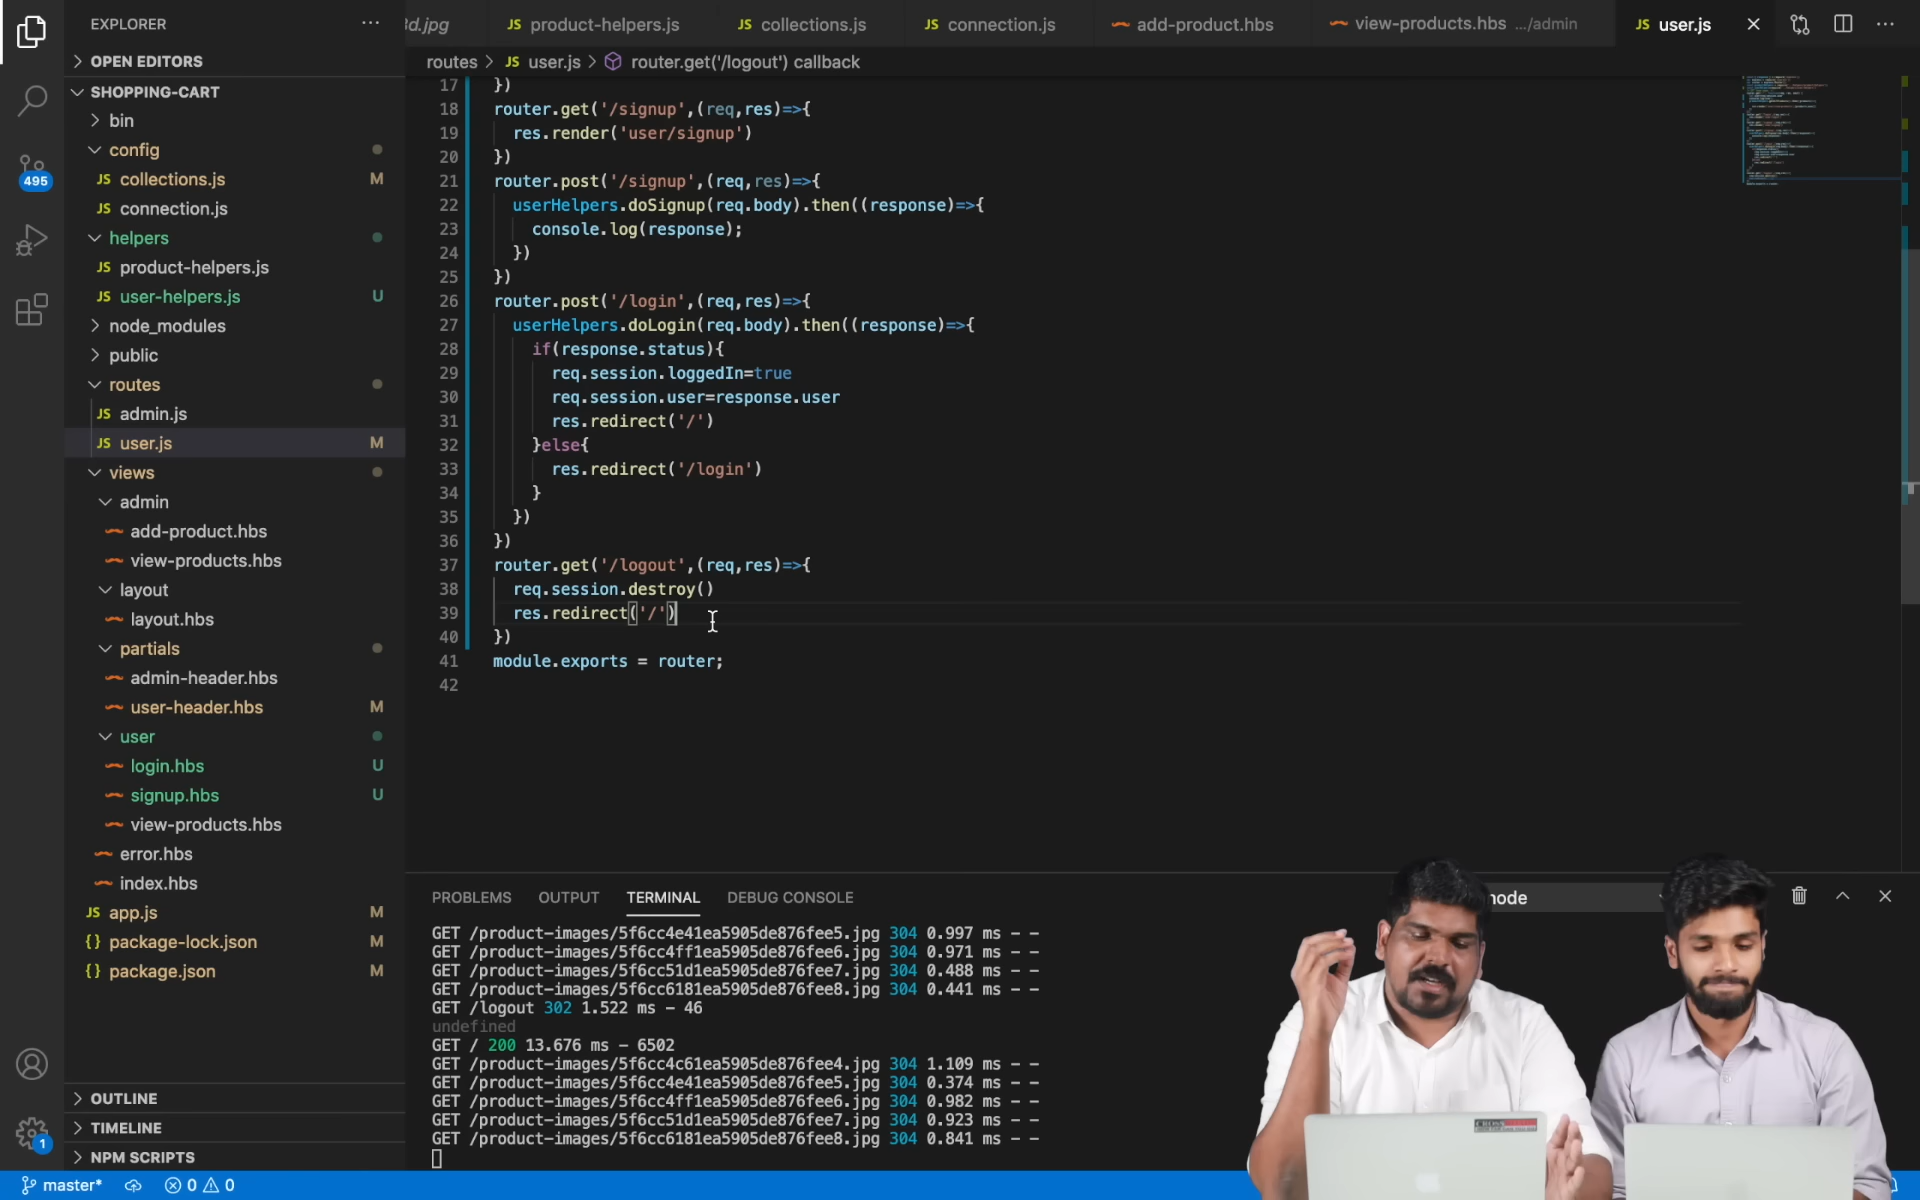 EXPLORER
OPEN EDITORS
SHOPPING-CART
bin
config
JS collections.js M
JS connection.js
helpers
JS product-helpers.js
JS user-helpers.js U
node_modules
public
routes
JS admin.js
JS user.js M
views
admin
add-product.hbs
view-products.hbs
layout
layout.hbs
partials
admin-header.hbs
user-header.hbs M
user
login.hbs U
signup.hbs U
view-products.hbs
error.hbs
index.hbs
JS app.js M
{} package-lock.json M
{} package.json M
OUTLINE
TIMELINE
NPM SCRIPTS
495
1
3d.jpg JS product-helpers.js JS collections.js JS connection.js add-product.hbs view-products.hbs .../admin JS user.js
routes > JS user.js > router.get('/logout') callback
17 })
18 router.get('/signup',(req,res)=>{
19 res.render('user/signup')
20 })
21 router.post('/signup',(req,res)=>{
22 userHelpers.doSignup(req.body).then((response)=>{
23 console.log(response);
24 })
25 })
26 router.post('/login',(req,res)=>{
27 userHelpers.doLogin(req.body).then((response)=>{
28 if(response.status){
29 req.session.loggedIn=true
30 req.session.user=response.user
31 res.redirect('/')
32 }else{
33 res.redirect('/login')
34 }
35 })
36 })
37 router.get('/logout',(req,res)=>{
38 req.session.destroy()
39 res.redirect('/')
40 })
41 module.exports = router;
42
PROBLEMS OUTPUT TERMINAL DEBUG CONSOLE node
GET /product-images/5f6cc4e41ea5905de876fee5.jpg 304 0.997 ms - -
GET /product-images/5f6cc4ff1ea5905de876fee6.jpg 304 0.971 ms - -
GET /product-images/5f6cc51d1ea5905de876fee7.jpg 304 0.488 ms - -
GET /product-images/5f6cc6181ea5905de876fee8.jpg 304 0.441 ms - -
GET /logout 302 1.522 ms - 46
undefined
GET / 200 13.676 ms - 6502
GET /product-images/5f6cc4c61ea5905de876fee4.jpg 304 1.109 ms - -
GET /product-images/5f6cc4e41ea5905de876fee5.jpg 304 0.374 ms - -
GET /product-images/5f6cc4ff1ea5905de876fee6.jpg 304 0.982 ms - -
GET /product-images/5f6cc51d1ea5905de876fee7.jpg 304 0.923 ms - -
GET /product-images/5f6cc6181ea5905de876fee8.jpg 304 0.841 ms - -
master* 0 0